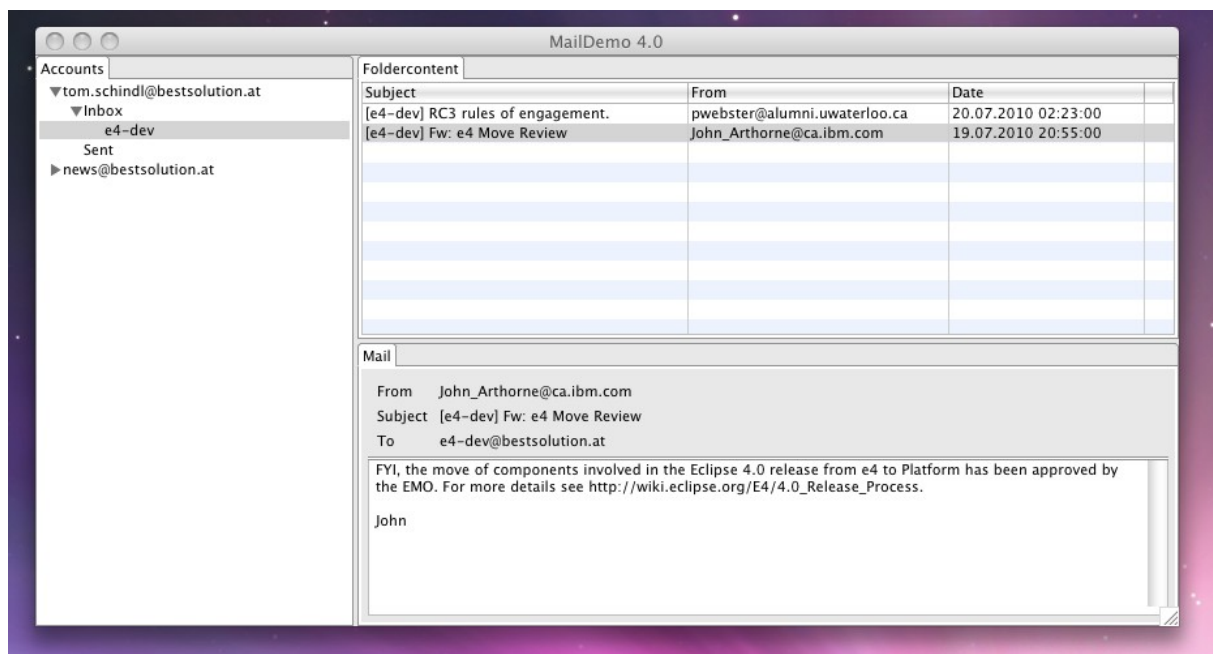 MailDemo 4.0
Accounts
tom.schindl@bestsolution.at
Inbox
e4-dev
Sent
news@bestsolution.at
Foldercontent
Subject From Date
[e4-dev] RC3 rules of engagement. pwebster@alumni.uwaterloo.ca 20.07.2010 02:23:00
[e4-dev] Fw: e4 Move Review John_Arthorne@ca.ibm.com 19.07.2010 20:55:00
Mail
From John_Arthorne@ca.ibm.com
Subject [e4-dev] Fw: e4 Move Review
To e4-dev@bestsolution.at
FYI, the move of components involved in the Eclipse 4.0 release from e4 to Platform has been approved by
the EMO. For more details see http://wiki.eclipse.org/E4/4.0_Release_Process.
John